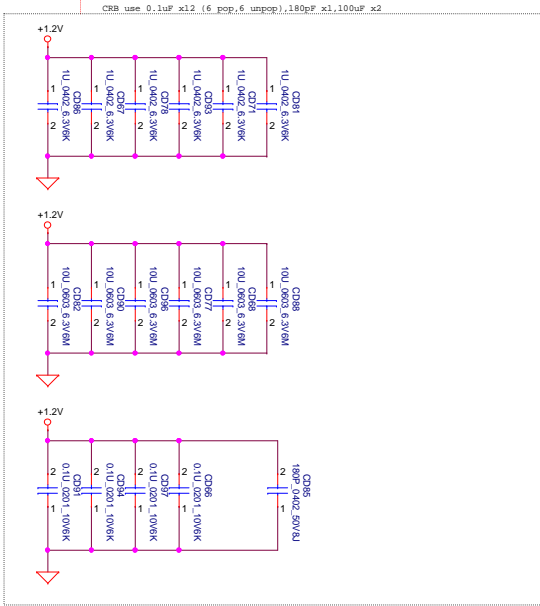 CRB use 0.1uF x12 (6 pop,6 unpop),180pF x1,100uF x2
+1.2V
1 1 1 1 1 1
2 2 2 2 2 2
CD86
1U_0402_6.3V6K
CD67
1U_0402_6.3V6K
CD78
1U_0402_6.3V6K
CD93
1U_0402_6.3V6K
CD71
1U_0402_6.3V6K
CD81
1U_0402_6.3V6K
+1.2V
1 1 1 1 1 1
2 2 2 2 2 2
CD82
10U_0603_6.3V6M
CD90
10U_0603_6.3V6M
CD96
10U_0603_6.3V6M
CD77
10U_0603_6.3V6M
CD68
10U_0603_6.3V6M
CD88
10U_0603_6.3V6M
+1.2V
2 2 2 2 2
1 1 1 1 1
CD91
0.1U_0201_10V6K
CD94
0.1U_0201_10V6K
CD97
0.1U_0201_10V6K
CD66
0.1U_0201_10V6K
CD85
180P_0402_50V8J